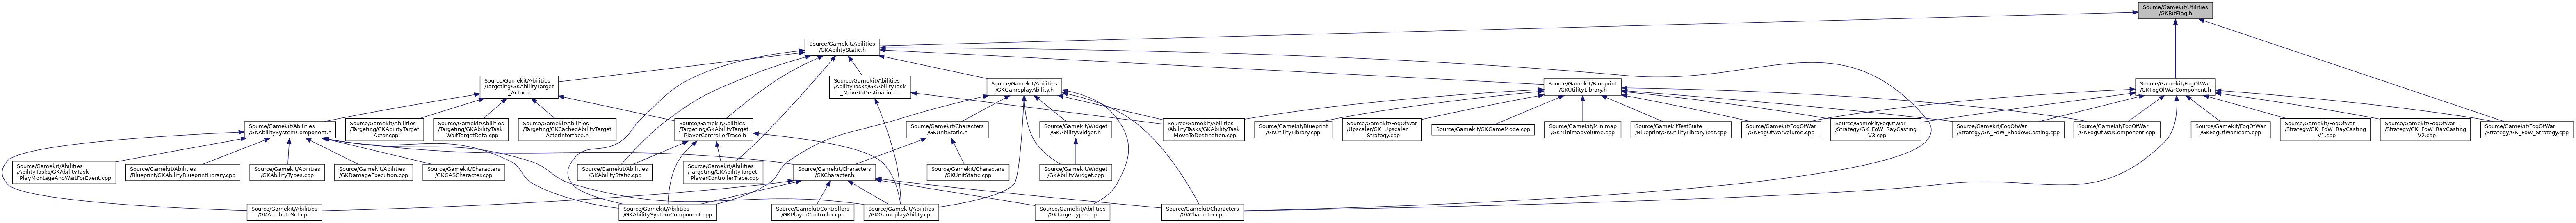 Source/Gamekit/Utilities
/GKBitFlag.h
Source/Gamekit/Abilities
/GKAbilityStatic.h
Source/Gamekit/Abilities
/Targeting/GKAbilityTarget
_Actor.h
Source/Gamekit/Abilities
/AbilityTasks/GKAbilityTask
_MoveToDestination.h
Source/Gamekit/Abilities
/GKGameplayAbility.h
Source/Gamekit/Blueprint
/GKUtilityLibrary.h
Source/Gamekit/FogOfWar
/GKFogOfWarComponent.h
Source/Gamekit/Abilities
/GKAbilitySystemComponent.h
Source/Gamekit/Abilities
/Targeting/GKAbilityTarget
_Actor.cpp
Source/Gamekit/Abilities
/Targeting/GKAbilityTask
_WaitTargetData.cpp
Source/Gamekit/Abilities
/Targeting/GKCachedAbilityTarget
ActorInterface.h
Source/Gamekit/Abilities
/Targeting/GKAbilityTarget
_PlayerControllerTrace.h
Source/Gamekit/Characters
/GKUnitStatic.h
Source/Gamekit/Widget
/GKAbilityWidget.h
Source/Gamekit/Abilities
/AbilityTasks/GKAbilityTask
_MoveToDestination.cpp
Source/Gamekit/Blueprint
/GKUtilityLibrary.cpp
Source/Gamekit/FogOfWar
/Upscaler/GK_Upscaler
_Strategy.cpp
Source/Gamekit/GKGameMode.cpp
Source/Gamekit/Minimap
/GKMinimapVolume.cpp
Source/GamekitTestSuite
/Blueprint/GKUtilityLibraryTest.cpp
Source/Gamekit/FogOfWar
/GKFogOfWarVolume.cpp
Source/Gamekit/FogOfWar
/Strategy/GK_FoW_RayCasting
_V3.cpp
Source/Gamekit/FogOfWar
/Strategy/GK_FoW_ShadowCasting.cpp
Source/Gamekit/FogOfWar
/GKFogOfWarComponent.cpp
Source/Gamekit/FogOfWar
/GKFogOfWarTeam.cpp
Source/Gamekit/FogOfWar
/Strategy/GK_FoW_RayCasting
_V1.cpp
Source/Gamekit/FogOfWar
/Strategy/GK_FoW_RayCasting
_V2.cpp
Source/Gamekit/FogOfWar
/Strategy/GK_FoW_Strategy.cpp
Source/Gamekit/Abilities
/AbilityTasks/GKAbilityTask
_PlayMontageAndWaitForEvent.cpp
Source/Gamekit/Abilities
/Blueprint/GKAbilityBlueprintLibrary.cpp
Source/Gamekit/Abilities
/GKAbilityTypes.cpp
Source/Gamekit/Abilities
/GKDamageExecution.cpp
Source/Gamekit/Characters
/GKGASCharacter.cpp
Source/Gamekit/Abilities
/GKAbilityStatic.cpp
Source/Gamekit/Abilities
/Targeting/GKAbilityTarget
_PlayerControllerTrace.cpp
Source/Gamekit/Characters
/GKCharacter.h
Source/Gamekit/Characters
/GKUnitStatic.cpp
Source/Gamekit/Widget
/GKAbilityWidget.cpp
Source/Gamekit/Abilities
/GKAttributeSet.cpp
Source/Gamekit/Abilities
/GKAbilitySystemComponent.cpp
Source/Gamekit/Controllers
/GKPlayerController.cpp
Source/Gamekit/Abilities
/GKGameplayAbility.cpp
Source/Gamekit/Abilities
/GKTargetType.cpp
Source/Gamekit/Characters
/GKCharacter.cpp